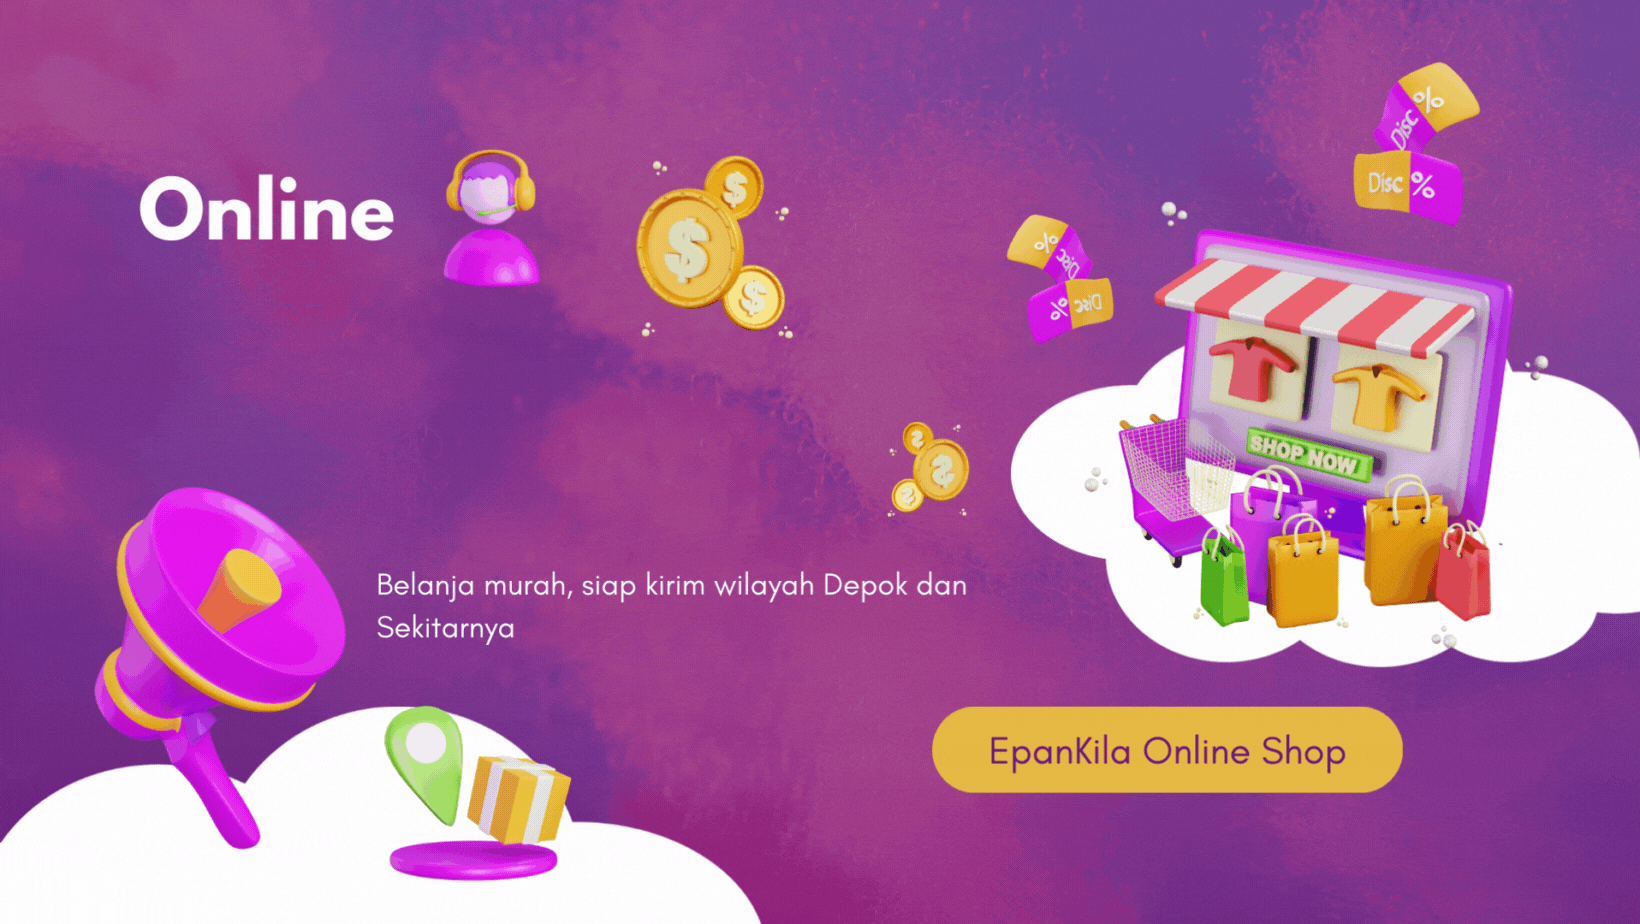 Online
Disc %
Disc %
% Disc
% Disc
SHOP NOW
Belanja murah, siap kirim wilayah Depok dan
Sekitarnya
EpanKila Online Shop